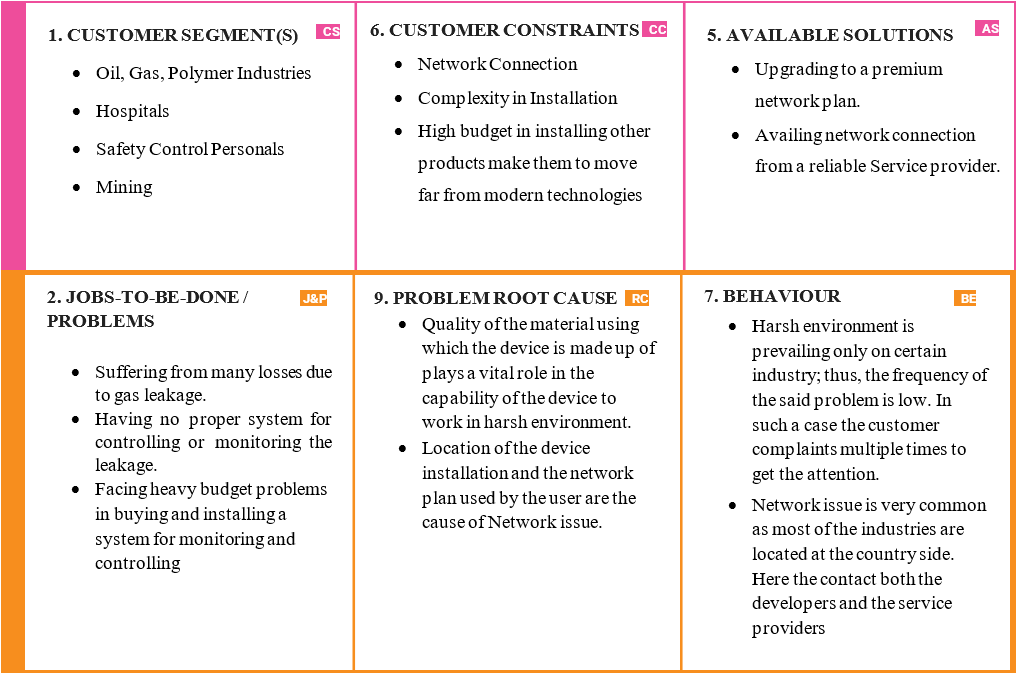 1. CUSTOMER SEGMENT(S) CS
• Oil, Gas, Polymer Industries
• Hospitals
• Safety Control Personals
• Mining
6. CUSTOMER CONSTRAINTS CC
• Network Connection
• Complexity in Installation
• High budget in installing other
products make them to move
far from modern technologies
5. AVAILABLE SOLUTIONS AS
• Upgrading to a premium
network plan.
• Availing network connection
from a reliable Service provider.
2. JOBS-TO-BE-DONE / J&P
PROBLEMS
• Suffering from many losses due
to gas leakage.
• Having no proper system for
controlling or monitoring the
leakage.
• Facing heavy budget problems
in buying and installing a
system for monitoring and
controlling
9. PROBLEM ROOT CAUSE RC
• Quality of the material using
which the device is made up of
plays a vital role in the
capability of the device to
work in harsh environment.
• Location of the device
installation and the network
plan used by the user are the
cause of Network issue.
7. BEHAVIOUR BE
• Harsh environment is
prevailing only on certain
industry; thus, the frequency of
the said problem is low. In
such a case the customer
complaints multiple times to
get the attention.
• Network issue is very common
as most of the industries are
located at the country side.
Here the contact both the
developers and the service
providers